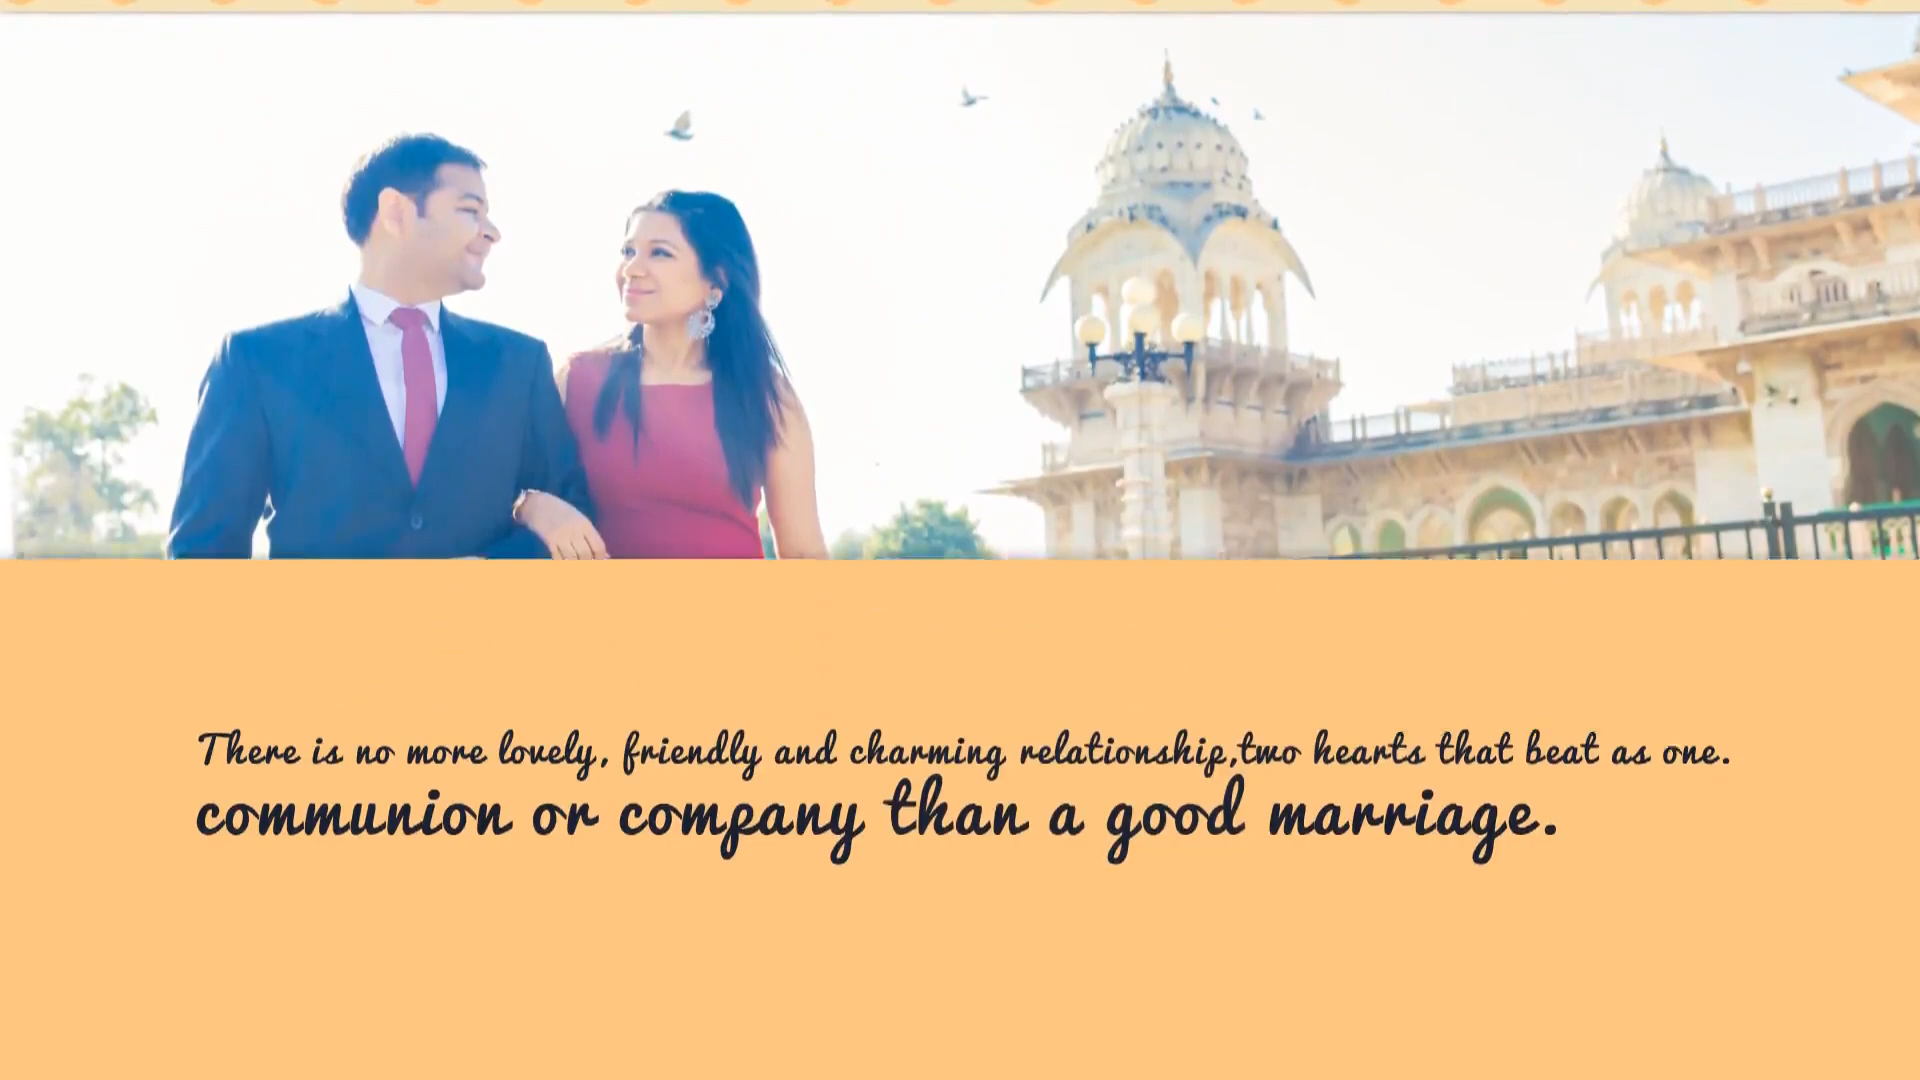 There is no more lovely, friendly and charming relationship,two hearts that beat as one.
communion or company than a good marriage.